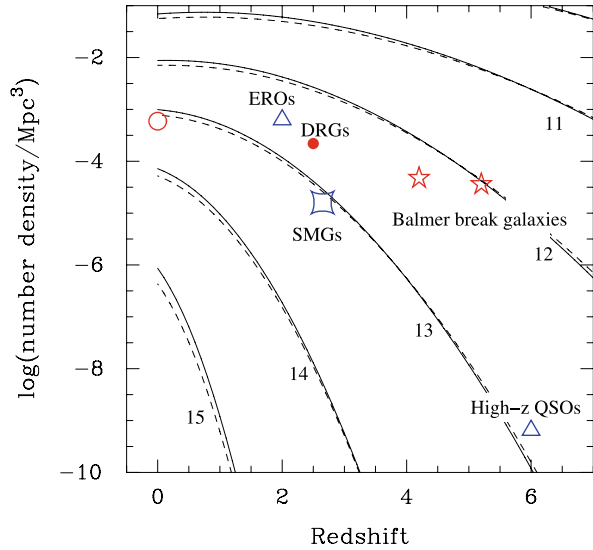 log(number density/Mpc³)
−2
−4
−6
−8
−10
EROs
DRGs
SMGs
Balmer break galaxies
High−z QSOs
11
12
13
14
15
0
2
4
6
Redshift